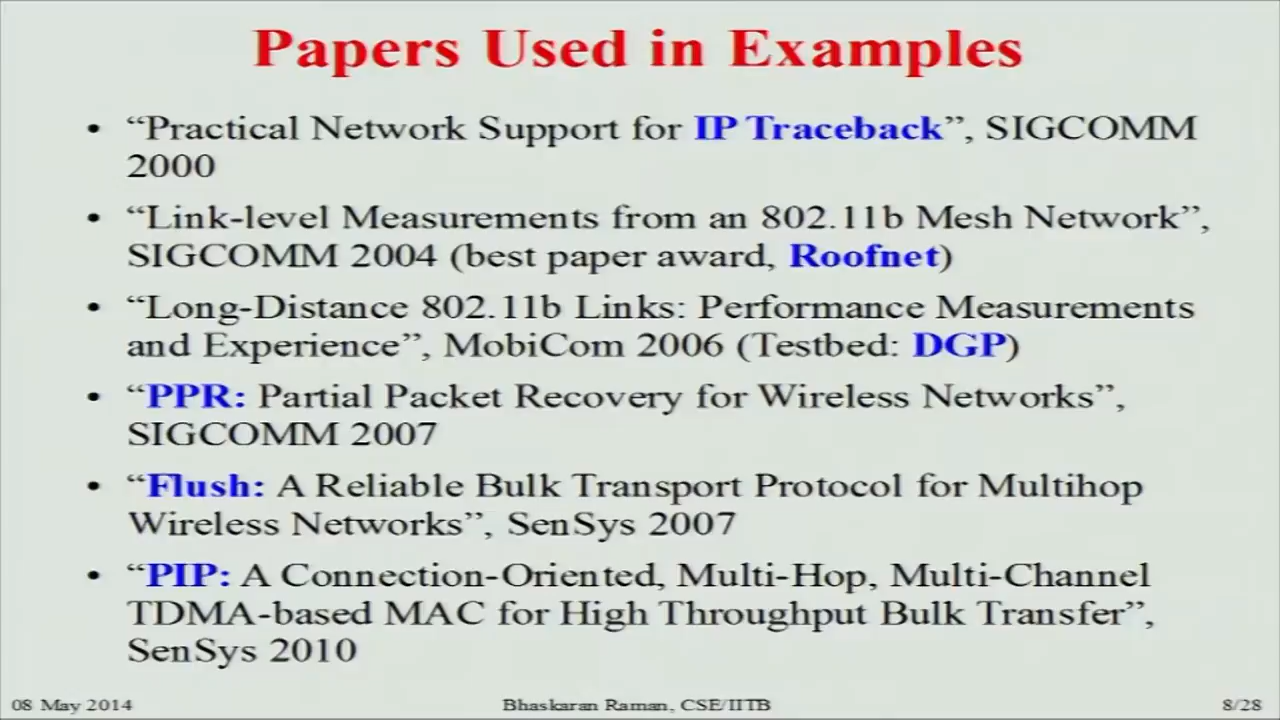 Papers Used in Examples
• “Practical Network Support for IP Traceback”, SIGCOMM
2000
• “Link-level Measurements from an 802.11b Mesh Network”,
SIGCOMM 2004 (best paper award, Roofnet)
• “Long-Distance 802.11b Links: Performance Measurements
and Experience”, MobiCom 2006 (Testbed: DGP)
• “PPR: Partial Packet Recovery for Wireless Networks”,
SIGCOMM 2007
• “Flush: A Reliable Bulk Transport Protocol for Multihop
Wireless Networks”, SenSys 2007
• “PIP: A Connection-Oriented, Multi-Hop, Multi-Channel
TDMA-based MAC for High Throughput Bulk Transfer”,
SenSys 2010
08 May 2014 Bhaskaran Raman, CSE/IITB 8/28